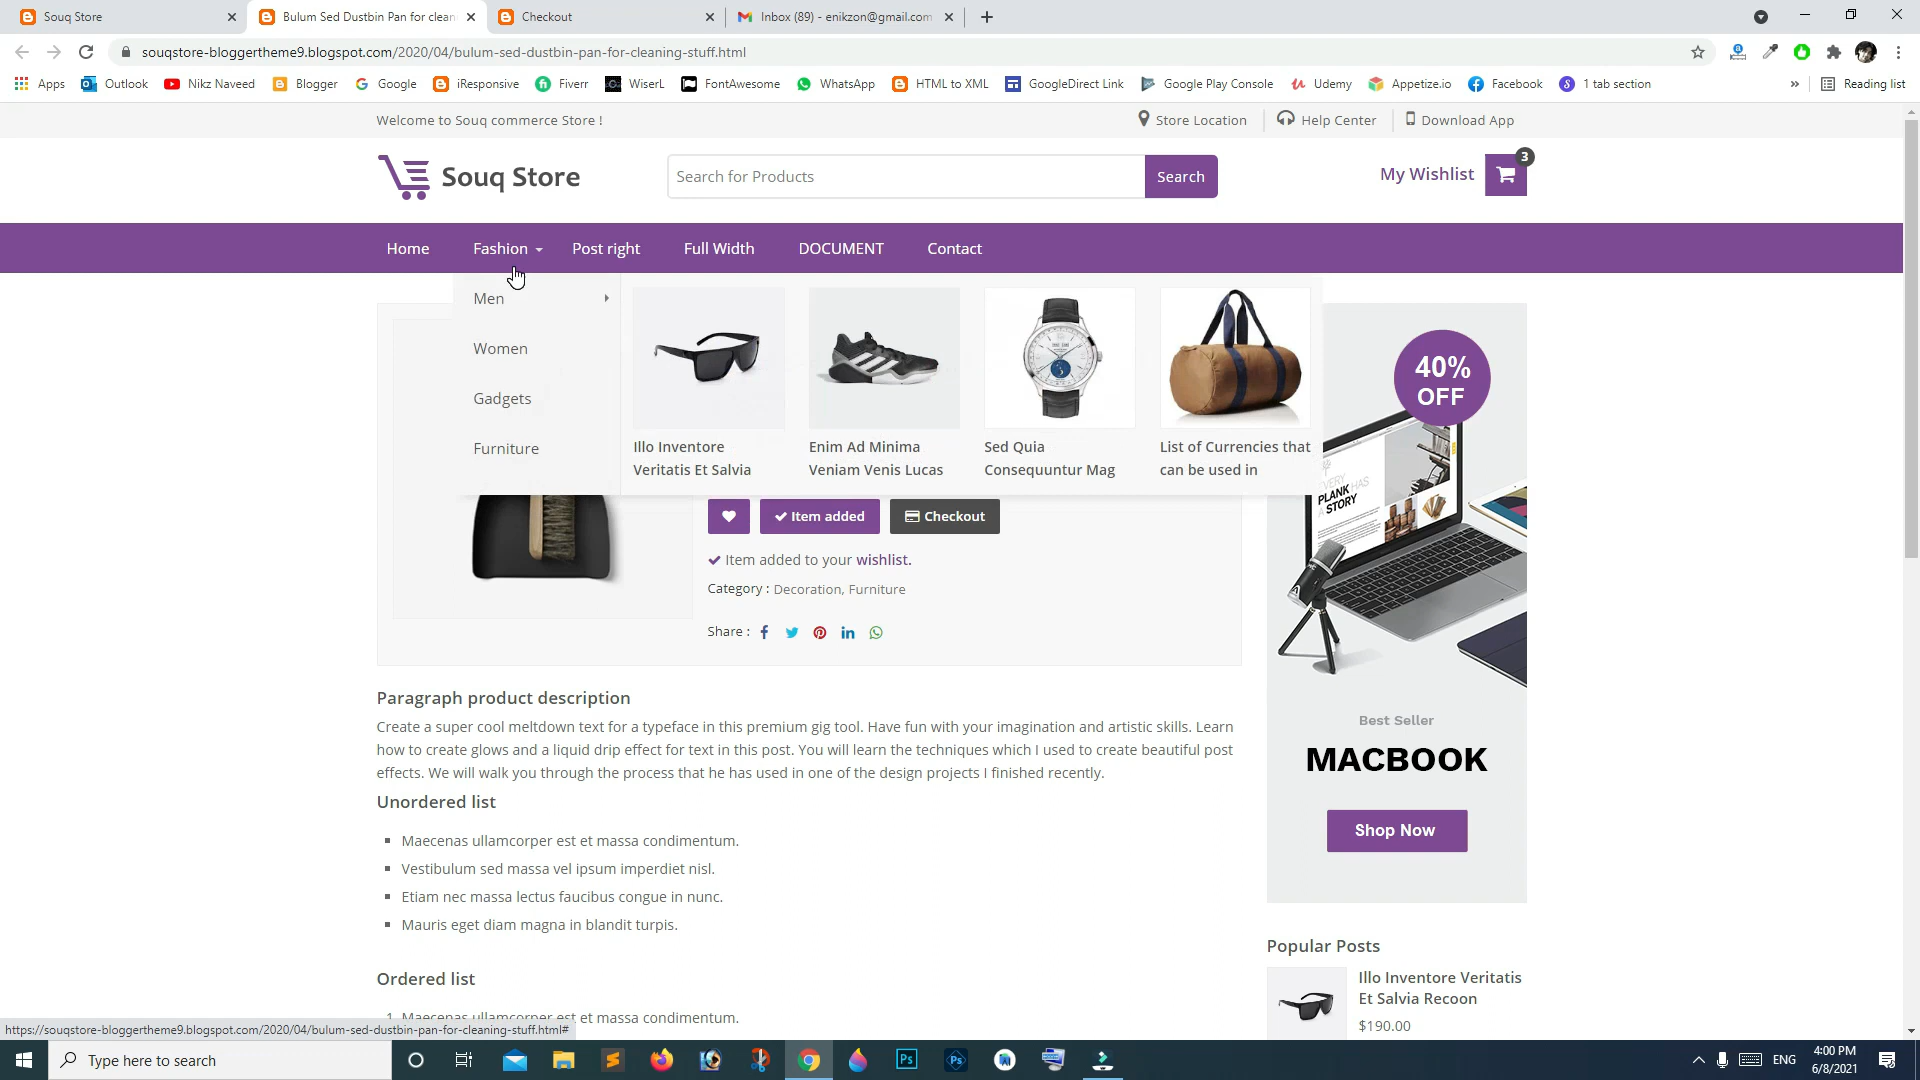 Souq Store
Bulum Sed Dustbin Pan for clean
Checkout
Inbox (89) - enikzon@gmail.com
souqstore-bloggertheme9.blogspot.com/2020/04/bulum-sed-dustbin-pan-for-cleaning-stuff.html
Apps Outlook Nikz Naveed Blogger Google iResponsive Fiverr WiserL FontAwesome WhatsApp HTML to XML GoogleDirect Link Google Play Console Udemy Appetize.io Facebook 1 tab section » Reading list
Welcome to Souq commerce Store !
Store Location Help Center Download App
Souq Store
Search for Products
Search
My Wishlist
3
Home Fashion Post right Full Width DOCUMENT Contact
Men
Women
Gadgets
Furniture
Illo Inventore
Veritatis Et Salvia
Enim Ad Minima
Veniam Venis Lucas
Sed Quia
Consequuntur Mag
List of Currencies that
can be used in
Item added
Checkout
Item added to your wishlist.
Category : Decoration, Furniture
Share :
Paragraph product description
Create a super cool meltdown text for a typeface in this premium gig tool. Have fun with your imagination and artistic skills. Learn
how to create glows and a liquid drip effect for text in this post. You will learn the techniques which I used to create beautiful post
effects. We will walk you through the process that he has used in one of the design projects I finished recently.
Unordered list
Maecenas ullamcorper est et massa condimentum.
Vestibulum sed massa vel ipsum imperdiet nisl.
Etiam nec massa lectus faucibus congue in nunc.
Mauris eget diam magna in blandit turpis.
Ordered list
1. Maecenas ullamcorper est et massa condimentum.
40%
OFF
PLANK
A STORY
Best Seller
MACBOOK
Shop Now
Popular Posts
Illo Inventore Veritatis
Et Salvia Recoon
$190.00
https://souqstore-bloggertheme9.blogspot.com/2020/04/bulum-sed-dustbin-pan-for-cleaning-stuff.html#
Type here to search
Ps
Ps
ENG
4:00 PM
6/8/2021